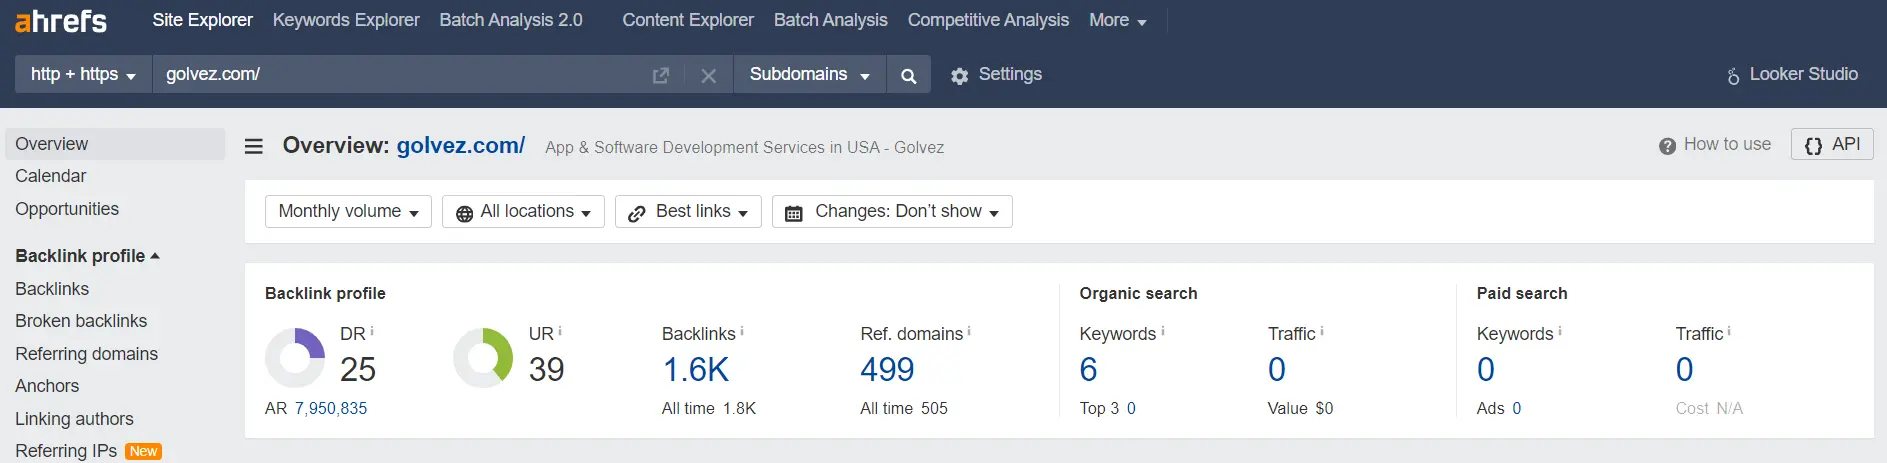 ahrefs Site Explorer Keywords Explorer Batch Analysis 2.0 Content Explorer Batch Analysis Competitive Analysis More
http + https golvez.com/ Subdomains Settings Looker Studio
Overview
Calendar
Opportunities
Backlink profile
Backlinks
Broken backlinks
Referring domains
Anchors
Linking authors
Referring IPs New
Overview: golvez.com/ App & Software Development Services in USA - Golvez How to use {} API
Monthly volume All locations Best links Changes: Don't show
Backlink profile Organic search Paid search
DR UR Backlinks Ref. domains Keywords Traffic Keywords Traffic
25 39 1.6K 499 6 0 0 0
AR 7,950,835 All time 1.8K All time 505 Top 3 0 Value $0 Ads 0 Cost N/A